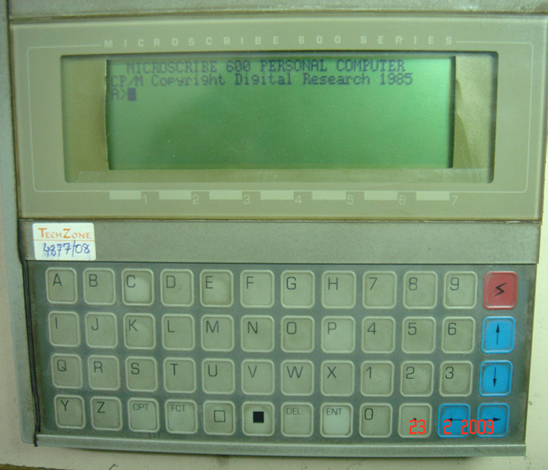 MICROSCRIBE 600 SERIES
MICROSCRIBE 600 PERSONAL COMPUTER
CP/M Copyright Digital Research 1985
A>
1 2 3 4 5 6 7
TECHZONE
4877/08
A B C D E F G H 7 8 9
I J K L M N O P 4 5 6
Q R S T U V W X 1 2 3
Y Z OPT FCT DEL ENT 0
23 2 2009